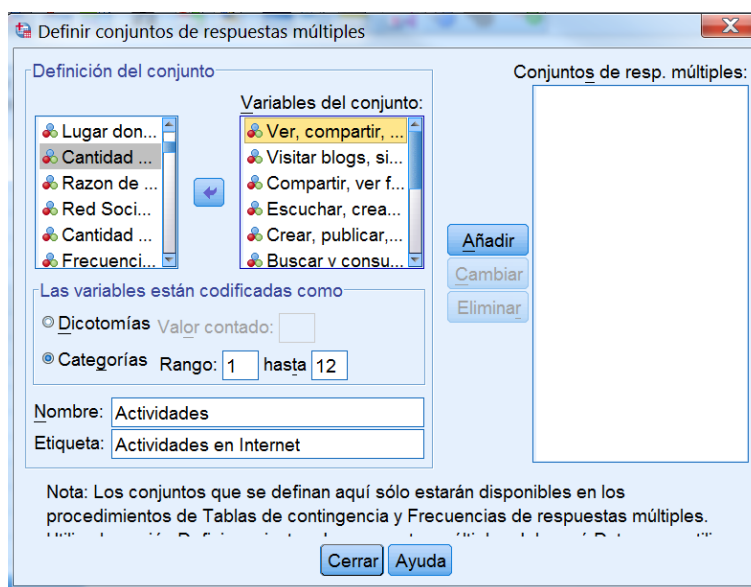 Definir conjuntos de respuestas múltiples
Definición del conjunto
Variables del conjunto:
Lugar don...
Cantidad ...
Razon de ...
Red Soci...
Cantidad ...
Frecuenci...
Ver, compartir, ...
Visitar blogs, si...
Compartir, ver f...
Escuchar, crea...
Crear, publicar,...
Buscar y consu...
Las variables están codificadas como
Dicotomías Valor contado:
Categorías Rango: 1 hasta 12
Nombre: Actividades
Etiqueta: Actividades en Internet
Conjuntos de resp. múltiples:
Añadir
Cambiar
Eliminar
Nota: Los conjuntos que se definan aquí sólo estarán disponibles en los
procedimientos de Tablas de contingencia y Frecuencias de respuestas múltiples.
Cerrar Ayuda